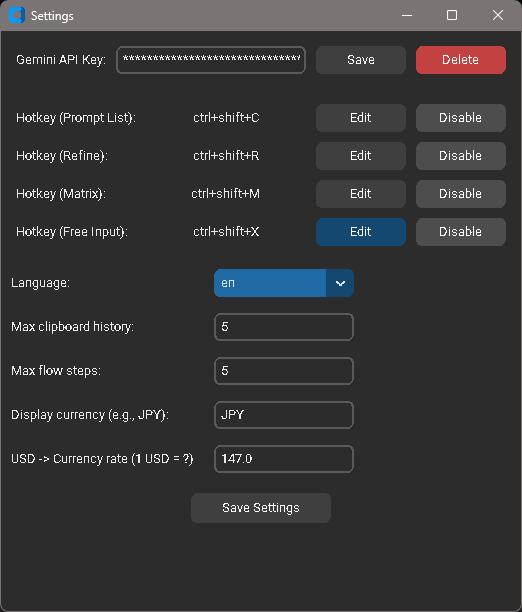 Settings
Gemini API Key: ****************************** Save Delete
Hotkey (Prompt List): ctrl+shift+C Edit Disable
Hotkey (Refine): ctrl+shift+R Edit Disable
Hotkey (Matrix): ctrl+shift+M Edit Disable
Hotkey (Free Input): ctrl+shift+X Edit Disable
Language: en
Max clipboard history: 5
Max flow steps: 5
Display currency (e.g., JPY): JPY
USD -> Currency rate (1 USD = ?) 147.0
Save Settings